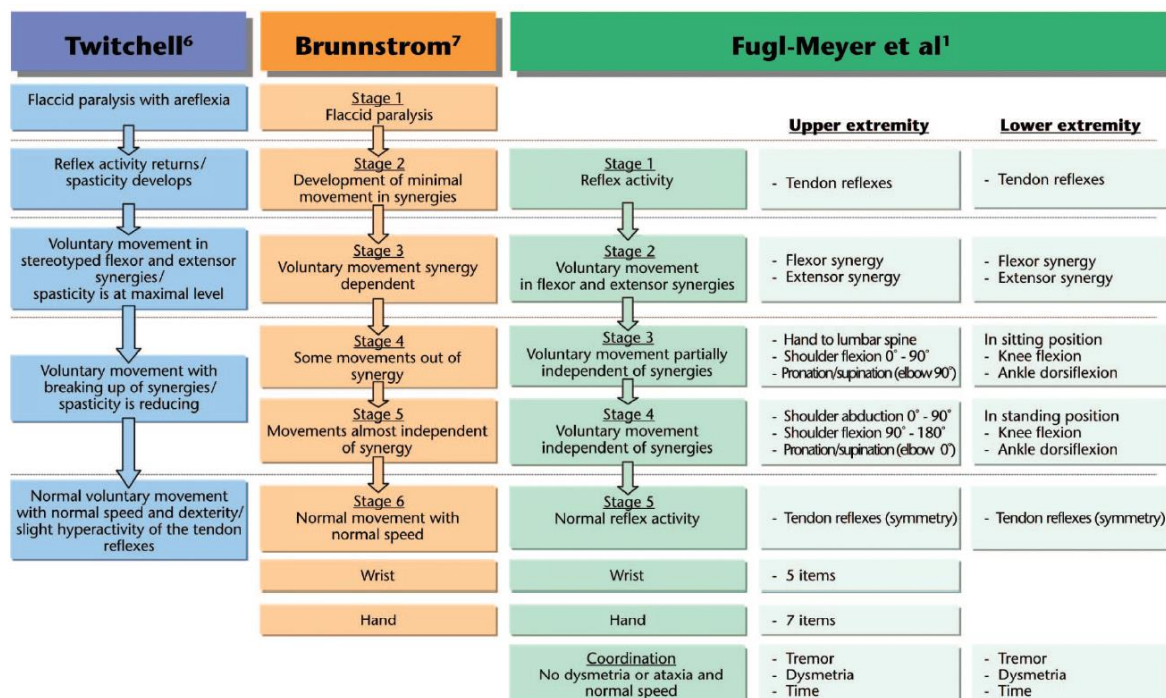 Twitchell⁶
Flaccid paralysis with areflexia
Reflex activity returns/
spasticity develops
Voluntary movement in
stereotyped flexor and extensor
synergies/
spasticity is at maximal level
Voluntary movement with
breaking up of synergies/
spasticity is reducing
Normal voluntary movement
with normal speed and dexterity/
slight hyperactivity of the tendon
reflexes
Brunnstrom⁷
Stage 1
Flaccid paralysis
Stage 2
Development of minimal
movement in synergies
Stage 3
Voluntary movement synergy
dependent
Stage 4
Some movements out of
synergy
Stage 5
Movements almost independent
of synergy
Stage 6
Normal movement with
normal speed
Wrist
Hand
Fugl-Meyer et al¹
Stage 1
Reflex activity
Stage 2
Voluntary movement
in flexor and extensor synergies
Stage 3
Voluntary movement partially
independent of synergies
Stage 4
Voluntary movement
independent of synergies
Stage 5
Normal reflex activity
Wrist
Hand
Coordination
No dysmetria or ataxia and
normal speed
Upper extremity
- Tendon reflexes
- Flexor synergy
- Extensor synergy
- Hand to lumbar spine
- Shoulder flexion 0° - 90°
- Pronation/supination (elbow 90°)
- Shoulder abduction 0° - 90°
- Shoulder flexion 90° - 180°
- Pronation/supination (elbow 0°)
- Tendon reflexes (symmetry)
- 5 items
- 7 items
- Tremor
- Dysmetria
- Time
Lower extremity
- Tendon reflexes
- Flexor synergy
- Extensor synergy
In sitting position
- Knee flexion
- Ankle dorsiflexion
In standing position
- Knee flexion
- Ankle dorsiflexion
- Tendon reflexes (symmetry)
- Tremor
- Dysmetria
- Time